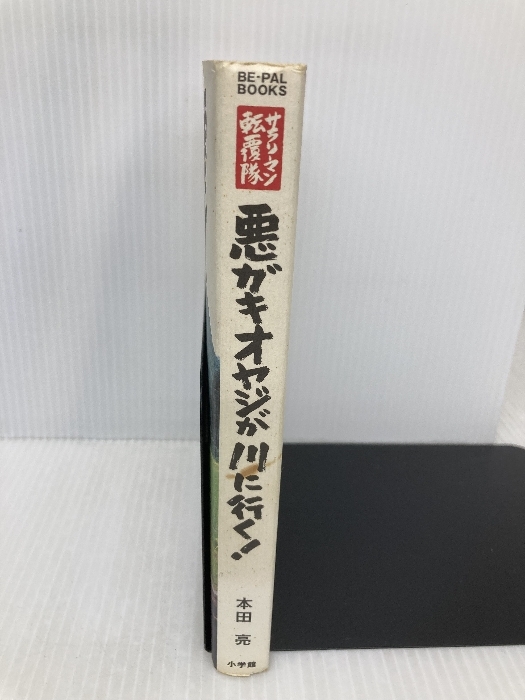 BE-PAL
BOOKS
サラリーマン
転覆隊
悪ガキオヤジが川に行く!
本田 亮
小学館